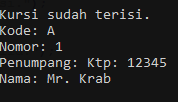 Kursi sudah terisi.
Kode: A
Nomor: 1
Penumpang: Ktp: 12345
Nama: Mr. Krab